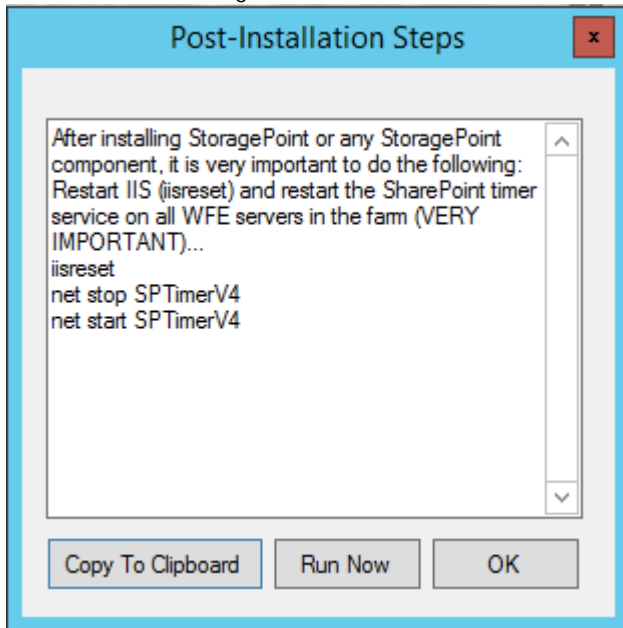 Post-Installation Steps
x
After installing StoragePoint or any StoragePoint
component, it is very important to do the following:
Restart IIS (iisreset) and restart the SharePoint timer
service on all WFE servers in the farm (VERY
IMPORTANT)...
iisreset
net stop SPTimerV4
net start SPTimerV4
Copy To Clipboard
Run Now
OK